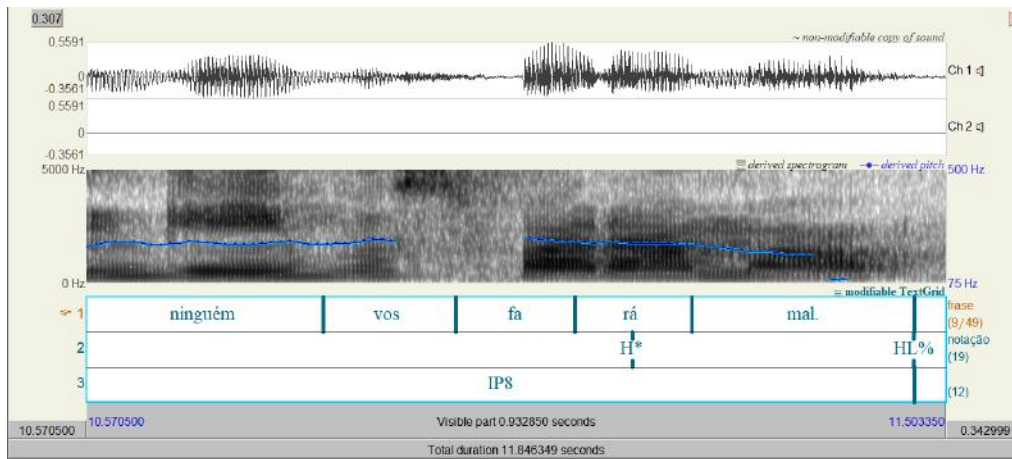 0.307
0.5591
~ non-modifiable copy of sound
0
Ch 1
-0.3561
0.5591
0
Ch 2
-0.3561
5000 Hz
derived spectrogram
derived pitch
500 Hz
0 Hz
75 Hz
modifiable TextGrid
1 ninguém vos fa rá mal. frase
(9/49)
2 H* HL% notação
(19)
3 IP8 (12)
10.570500 Visible part 0.932850 seconds 11.503350
10.570500 0.342999
Total duration 11.846349 seconds